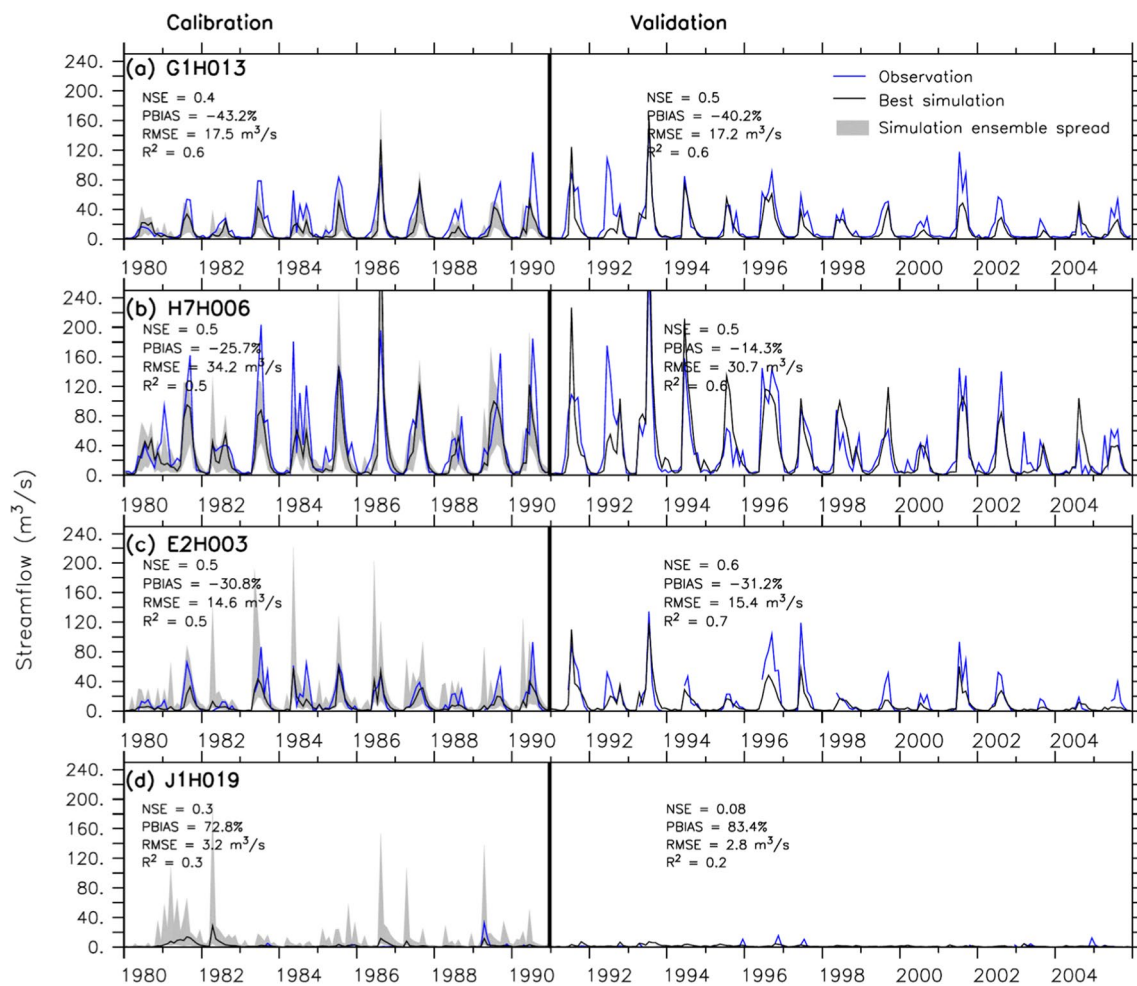 Calibration
Validation
Streamflow (m³/s)
240.
200.
160.
120.
80.
40.
0.
(a) G1H013
NSE = 0.4
PBIAS = −43.2%
RMSE = 17.5 m³/s
R² = 0.6
NSE = 0.5
PBIAS = −40.2%
RMSE = 17.2 m³/s
R² = 0.6
Observation
Best simulation
Simulation ensemble spread
1980 1982 1984 1986 1988 1990 1992 1994 1996 1998 2000 2002 2004
240.
200.
160.
120.
80.
40.
0.
(b) H7H006
NSE = 0.5
PBIAS = −25.7%
RMSE = 34.2 m³/s
R² = 0.5
NSE = 0.5
PBIAS = −14.3%
RMSE = 30.7 m³/s
R² = 0.6
1980 1982 1984 1986 1988 1990 1992 1994 1996 1998 2000 2002 2004
240.
200.
160.
120.
80.
40.
0.
(c) E2H003
NSE = 0.5
PBIAS = −30.8%
RMSE = 14.6 m³/s
R² = 0.5
NSE = 0.6
PBIAS = −31.2%
RMSE = 15.4 m³/s
R² = 0.7
1980 1982 1984 1986 1988 1990 1992 1994 1996 1998 2000 2002 2004
240.
200.
160.
120.
80.
40.
0.
(d) J1H019
NSE = 0.3
PBIAS = 72.8%
RMSE = 3.2 m³/s
R² = 0.3
NSE = 0.08
PBIAS = 83.4%
RMSE = 2.8 m³/s
R² = 0.2
1980 1982 1984 1986 1988 1990 1992 1994 1996 1998 2000 2002 2004